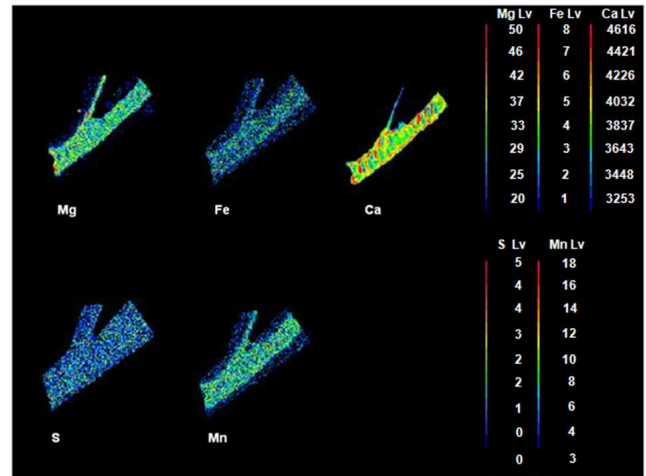 Mg Lv Fe Lv Ca Lv
50 8 4616
46 7 4421
42 6 4226
37 5 4032
33 4 3837
29 3 3643
25 2 3448
20 1 3253
Mg Fe Ca
S Lv Mn Lv
5 18
4 16
4 14
3 12
2 10
2 8
1 6
0 4
0 3
S Mn